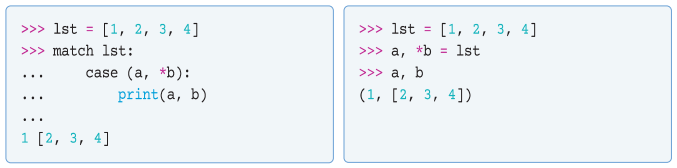 >>> lst = [1, 2, 3, 4]
>>> match lst:
...     case (a, *b):
...         print(a, b)
...
1 [2, 3, 4]
>>> lst = [1, 2, 3, 4]
>>> a, *b = lst
>>> a, b
(1, [2, 3, 4])